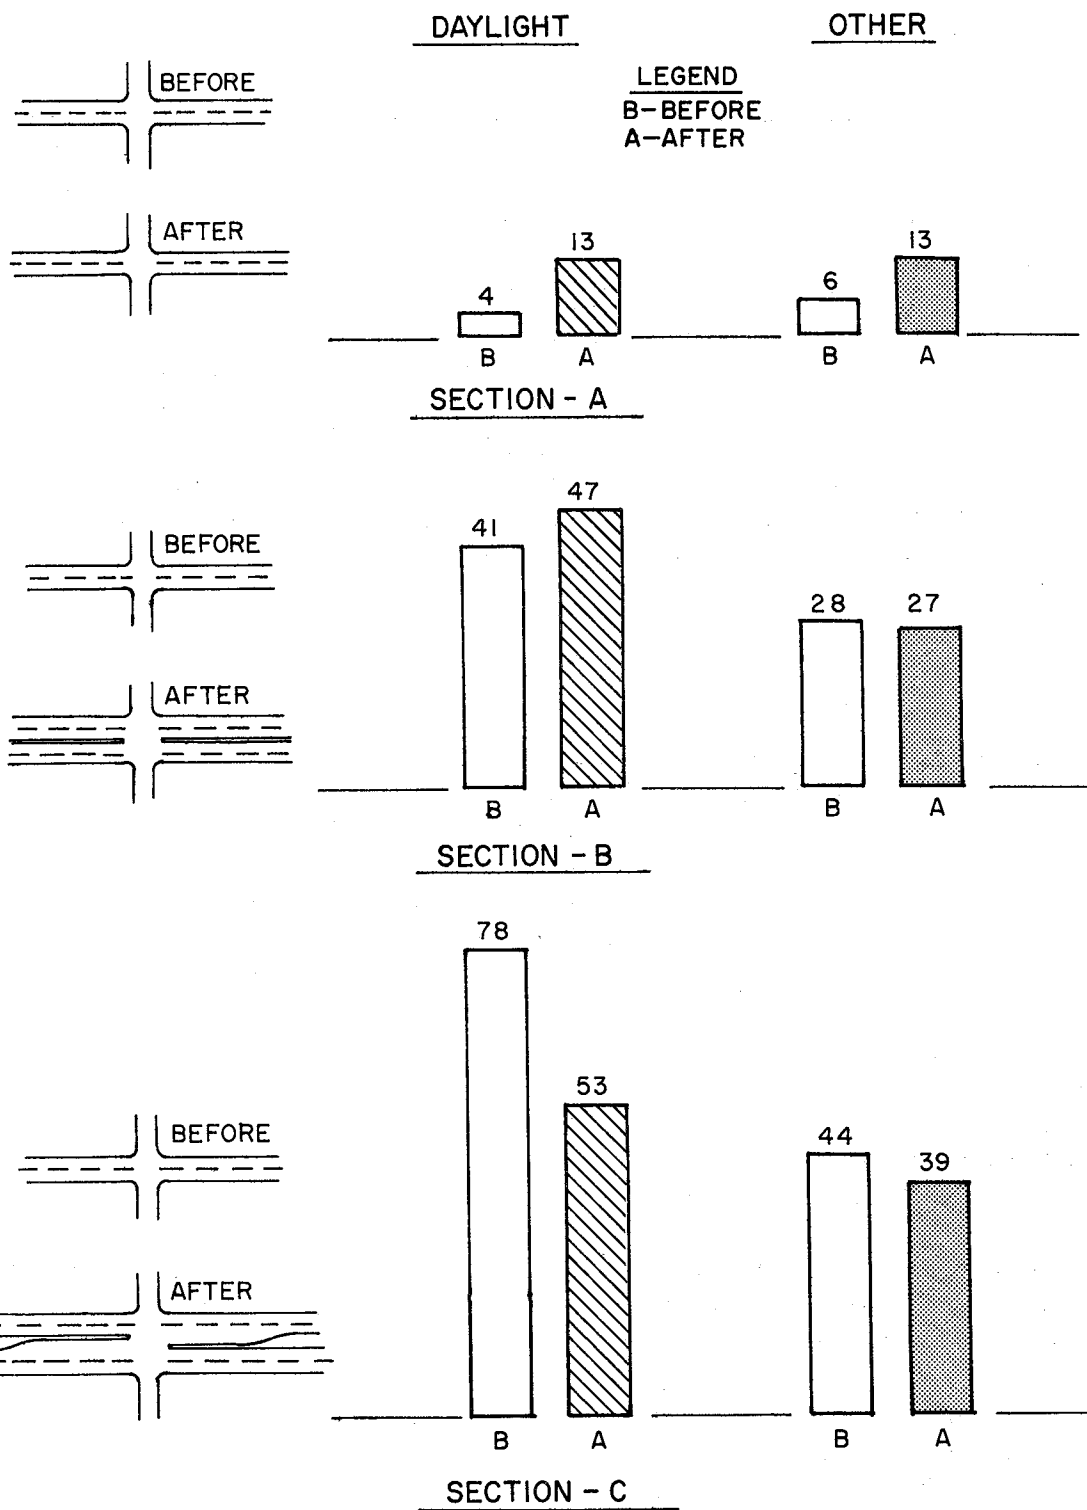 DAYLIGHT OTHER
LEGEND
B-BEFORE
A-AFTER
BEFORE
AFTER
4 13 6 13
B A B A
SECTION - A
BEFORE
AFTER
41 47 28 27
B A B A
SECTION - B
BEFORE
AFTER
78 53 44 39
B A B A
SECTION - C